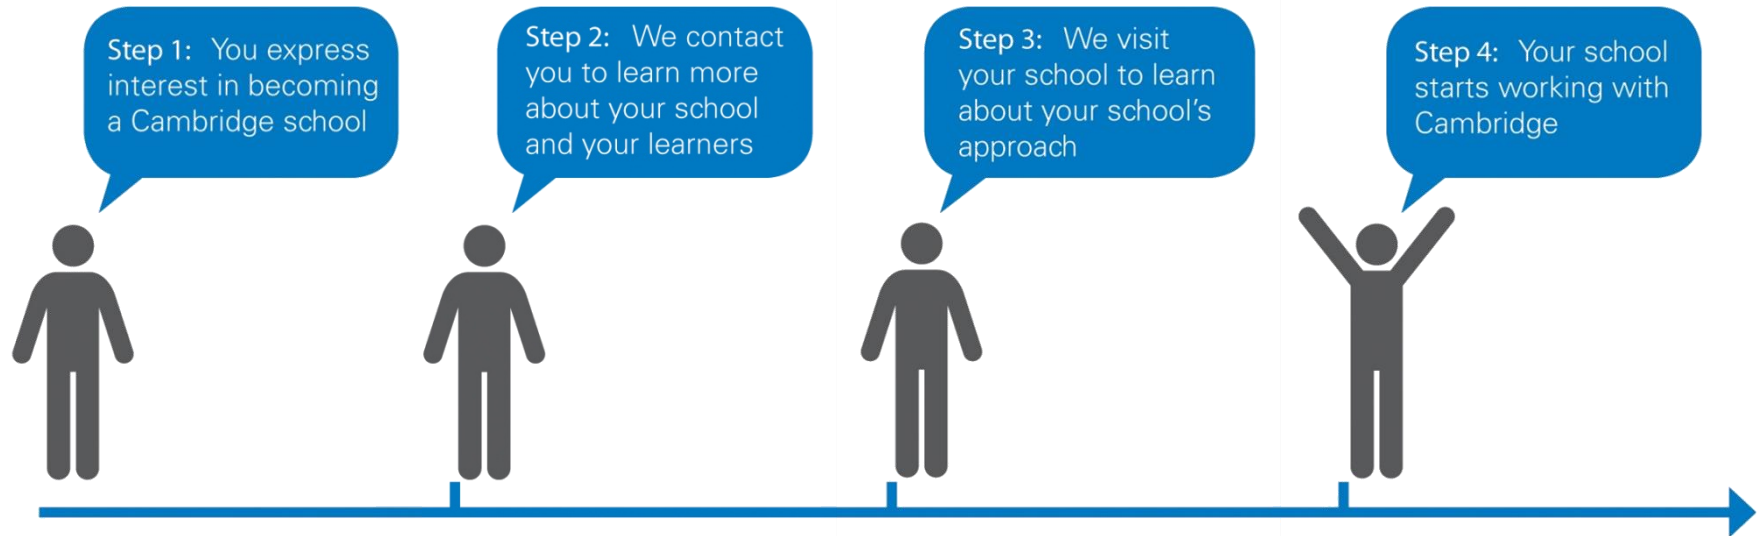 Step 1: You express
interest in becoming
a Cambridge school
Step 2: We contact
you to learn more
about your school
and your learners
Step 3: We visit
your school to learn
about your school's
approach
Step 4: Your school
starts working with
Cambridge